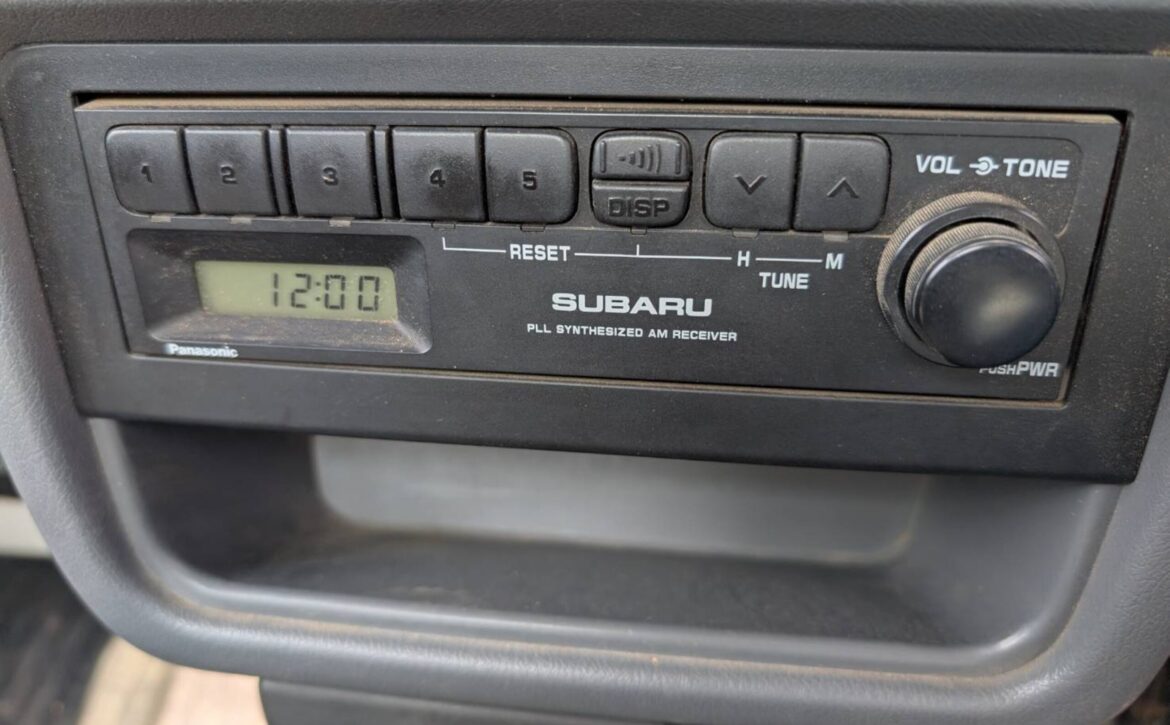 1 2 3 4 5
DISP
VOL TONE
RESET H M
TUNE
12:00
SUBARU
PLL SYNTHESIZED AM RECEIVER
Panasonic
PUSH PWR